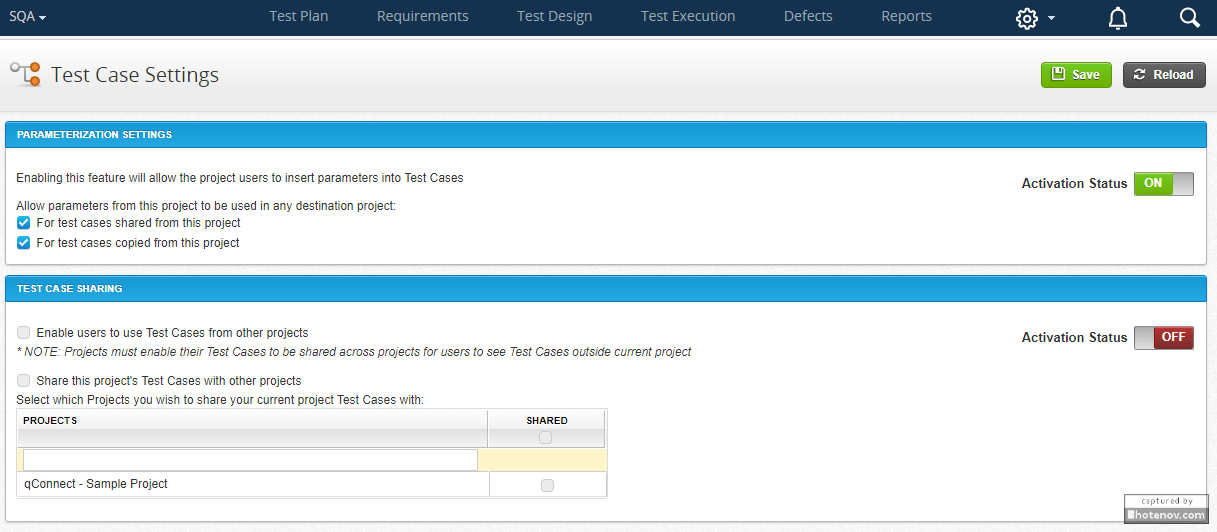 SQA
Test Plan
Requirements
Test Design
Test Execution
Defects
Reports
Test Case Settings
Save
Reload
PARAMETERIZATION SETTINGS
Enabling this feature will allow the project users to insert parameters into Test Cases
Activation Status
ON
Allow parameters from this project to be used in any destination project:
For test cases shared from this project
For test cases copied from this project
TEST CASE SHARING
Enable users to use Test Cases from other projects
Activation Status
OFF
* NOTE: Projects must enable their Test Cases to be shared across projects for users to see Test Cases outside current project
Share this project's Test Cases with other projects
Select which Projects you wish to share your current project Test Cases with:
PROJECTS
SHARED
qConnect - Sample Project
captured by
hotenov.com